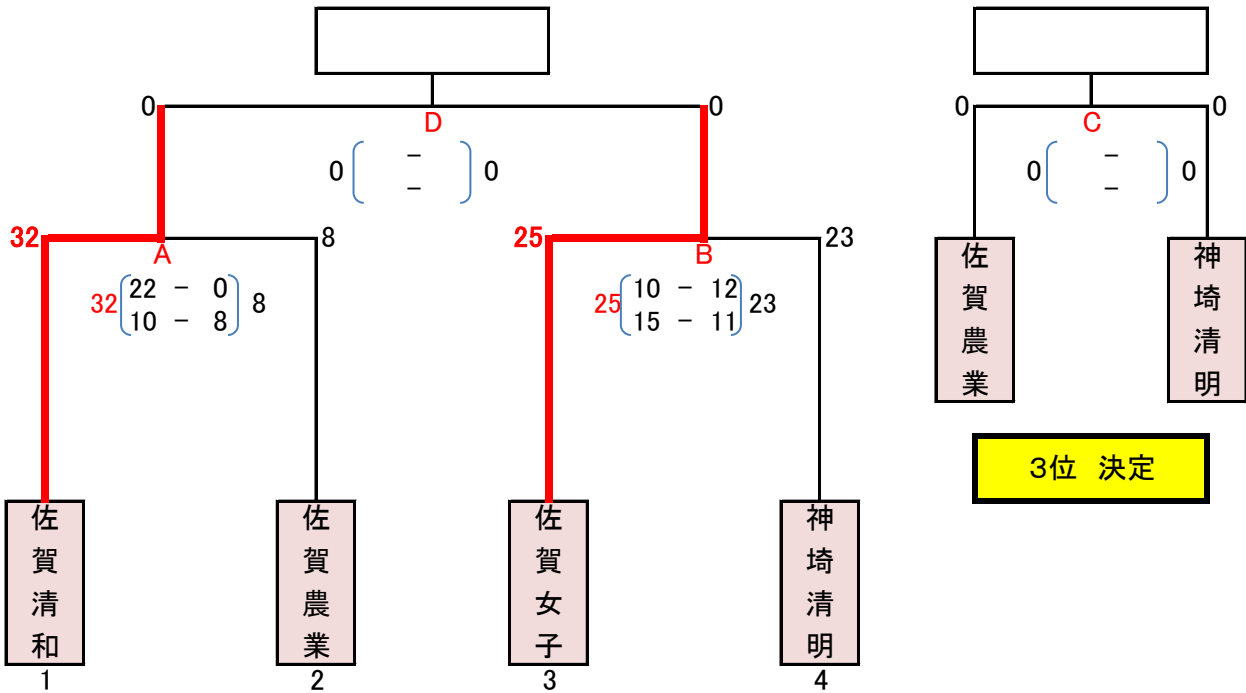 0 0 0 0
D C
0 - 0 0 - 0
- -
32 8 25 23
A B
32 22 - 0 8 25 10 - 12 23
10 - 8 15 - 11
佐賀農業
神埼清明
3位 決定
佐賀清和
佐賀農業
佐賀女子
神埼清明
1 2 3 4